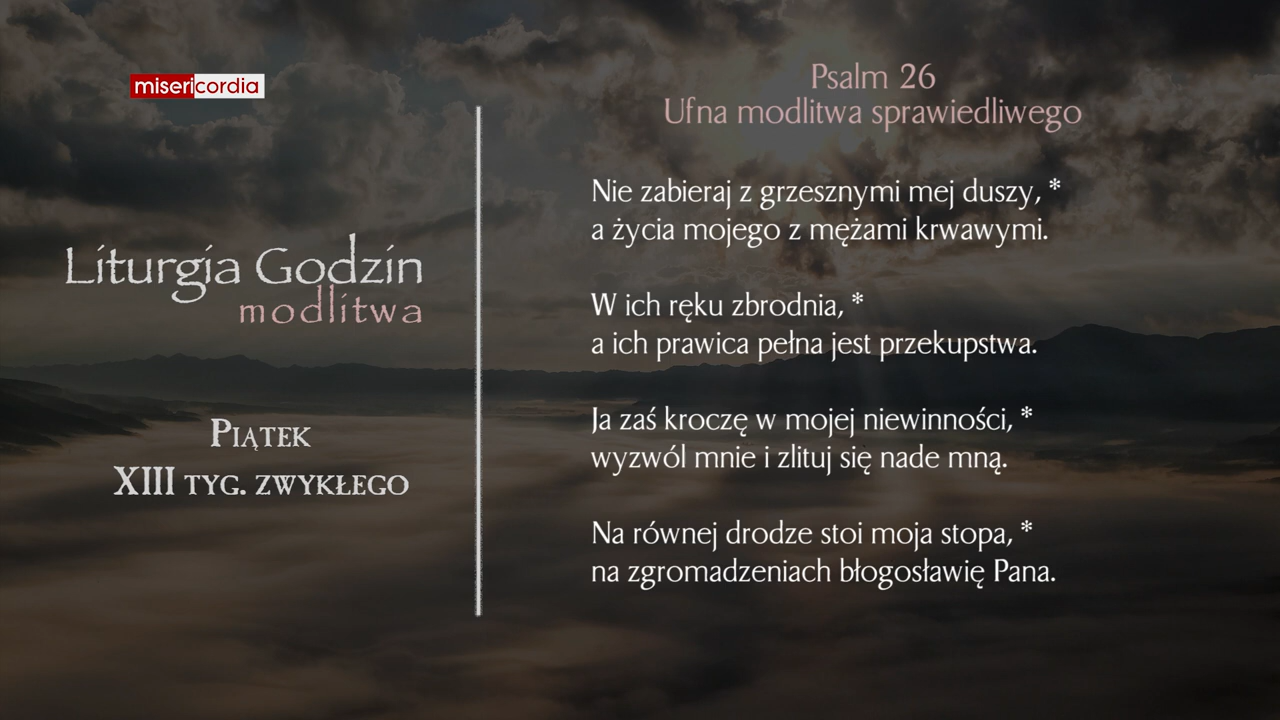 misericordia
Liturgia Godzin
modlitwa
Piątek
XIII tyg. zwykłego
Psalm 26
Ufna modlitwa sprawiedliwego
Nie zabieraj z grzesznymi mej duszy, *
a życia mojego z mężami krwawymi.
W ich ręku zbrodnia, *
a ich prawica pełna jest przekupstwa.
Ja zaś kroczę w mojej niewinności, *
wyzwól mnie i zlituj się nade mną.
Na równej drodze stoi moja stopa, *
na zgromadzeniach błogosławię Pana.